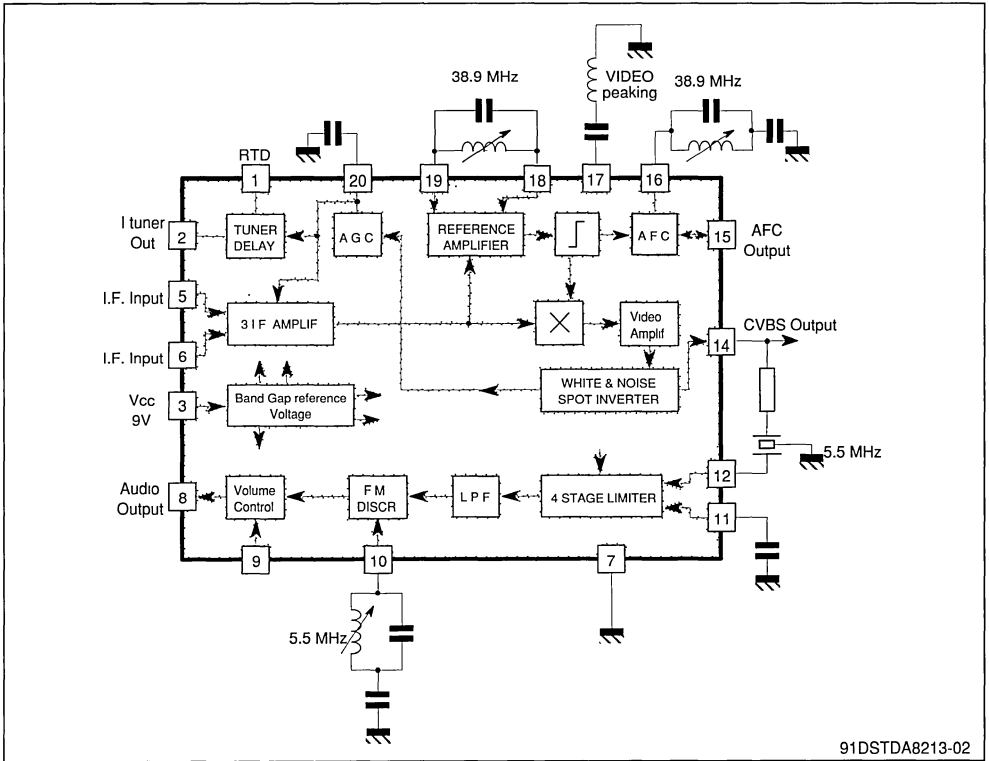 38.9 MHz
VIDEO
peaking
38.9 MHz
RTD
1
20
19
18
17
16
I tuner
Out
2
TUNER
DELAY
A G C
REFERENCE
AMPLIFIER
A F C
15
AFC
Output
I.F. Input
5
3 I F AMPLIF
Video
Amplif
14
CVBS Output
I.F. Input
6
WHITE & NOISE
SPOT INVERTER
Vcc
9V
3
Band Gap reference
Voltage
5.5 MHz
12
Audio
Output
8
Volume
Control
F M
DISCR
L P F
4 STAGE LIMITER
11
9
10
7
5.5 MHz
91DSTDA8213-02